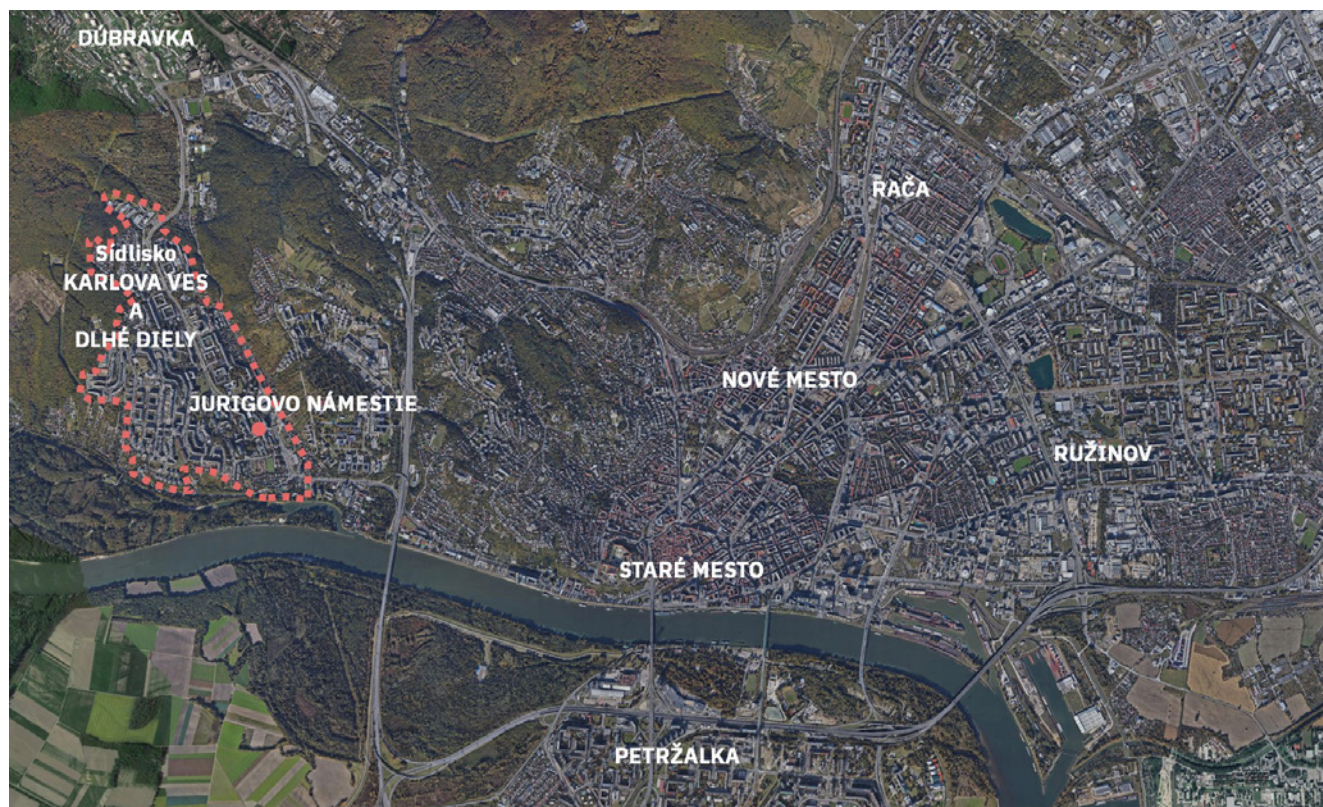 DÚBRAVKA
RAČA
Sídlisko
KARLOVA VES
A
DLHÉ DIELY
NOVÉ MESTO
JURIGOVO NÁMESTIE
RUŽINOV
STARÉ MESTO
PETRŽALKA